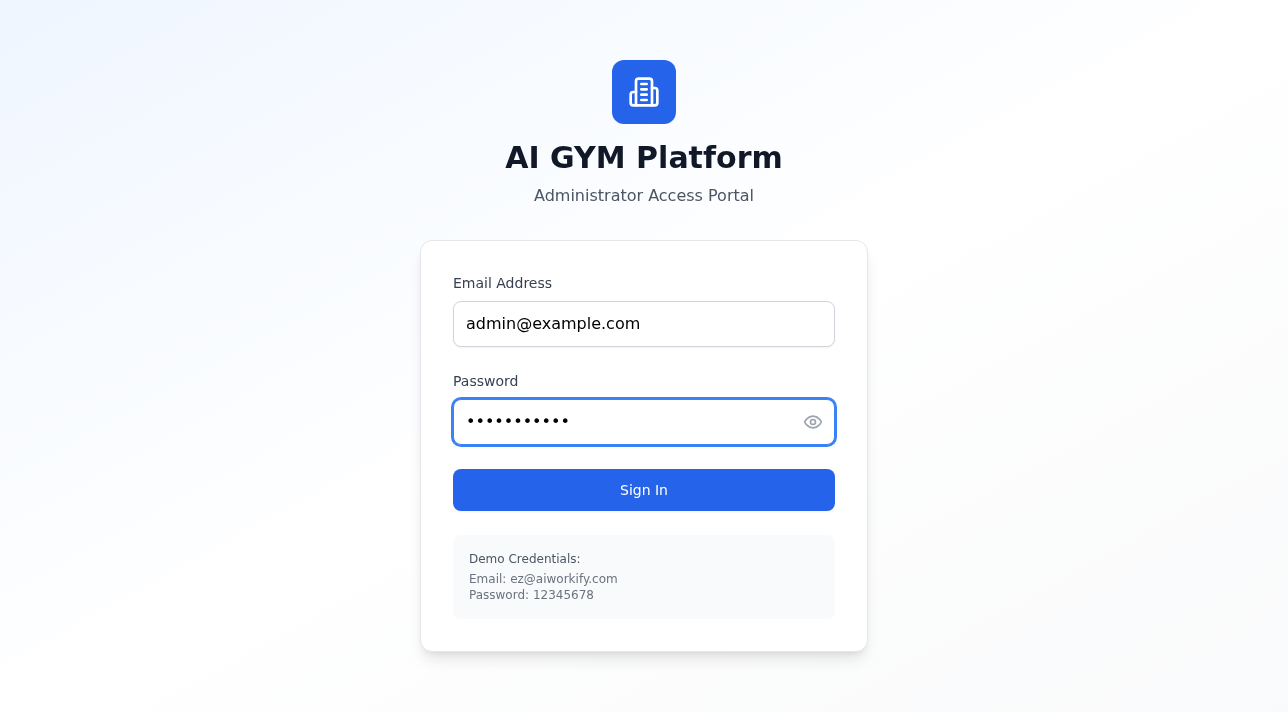 AI GYM Platform
Administrator Access Portal
Email Address
admin@example.com
Password
•••••••••••
Sign In
Demo Credentials:
Email: ez@aiworkify.com
Password: 12345678